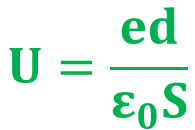 U = ed / ε₀S